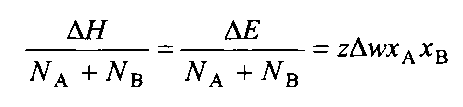 ΔH / (N_A + N_B) = ΔE / (N_A + N_B) = zΔwx_A x_B